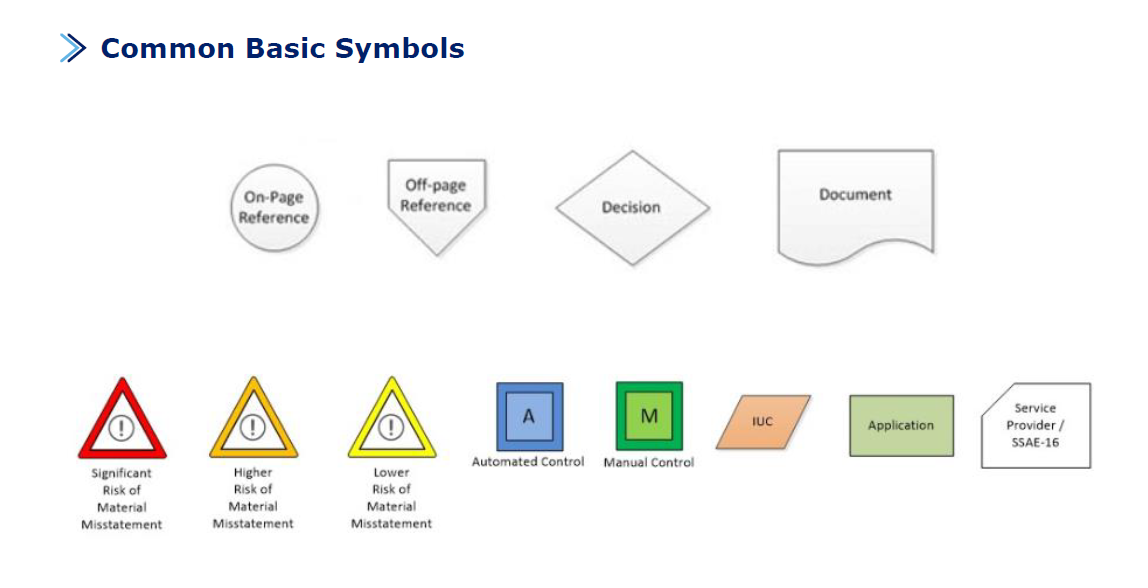 Common Basic Symbols
On-Page
Reference
Off-page
Reference
Decision
Document
Significant
Risk of
Material
Misstatement
Higher
Risk of
Material
Misstatement
Lower
Risk of
Material
Misstatement
A
Automated Control
M
Manual Control
IUC
Application
Service
Provider /
SSAE-16